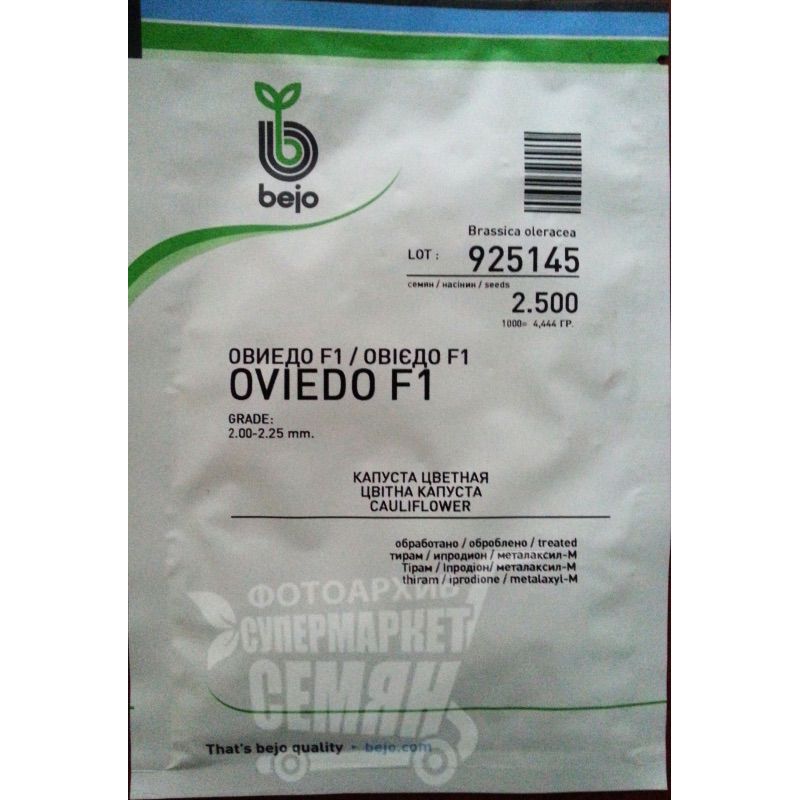 bejo
Brassica oleracea
LOT : 925145
семян / насінин / seeds
2.500
1000= 4,444 ГР.
ОВИЕДО F1 / ОВІЄДО F1
OVIEDO F1
GRADE:
2.00-2.25 mm.
КАПУСТА ЦВЕТНАЯ
ЦВІТНА КАПУСТА
CAULIFLOWER
обработано / оброблено / treated
тирам / ипродион / металаксил-М
Тірам / Іпродіон/ металаксил-М
thiram / iprodione / metalaxyl-M
ФОТОАРХИВ
СУПЕРМАРКЕТ
СЕМЯН
That's bejo quality - bejo.com